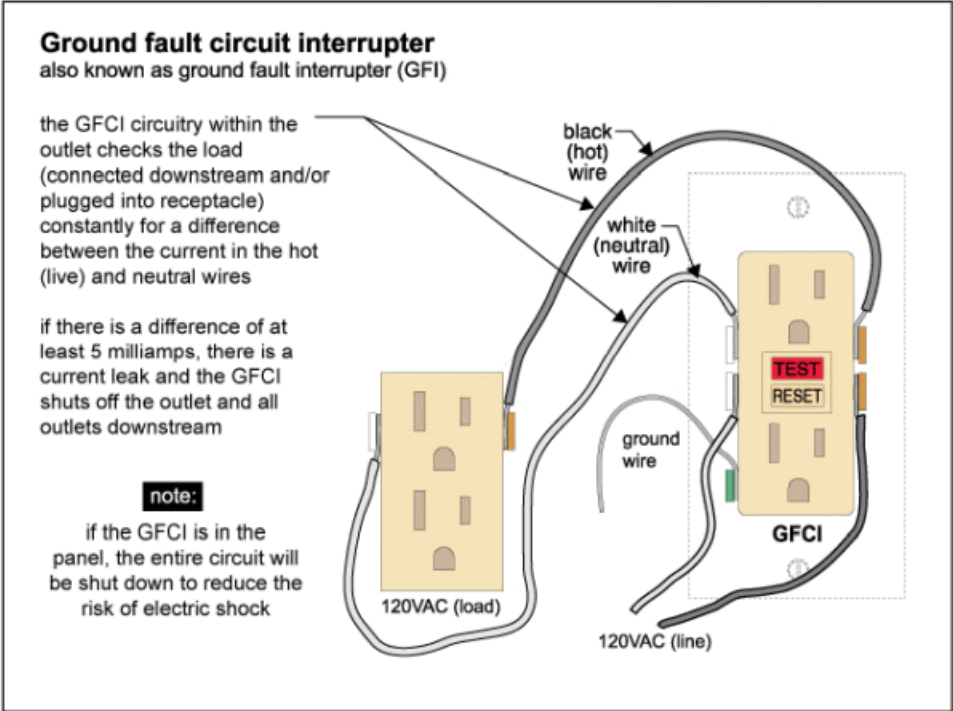 Ground fault circuit interrupter
also known as ground fault interrupter (GFI)
the GFCI circuitry within the
outlet checks the load
(connected downstream and/or
plugged into receptacle)
constantly for a difference
between the current in the hot
(live) and neutral wires
if there is a difference of at
least 5 milliamps, there is a
current leak and the GFCI
shuts off the outlet and all
outlets downstream
note:
if the GFCI is in the
panel, the entire circuit will
be shut down to reduce the
risk of electric shock
black
(hot)
wire
white
(neutral)
wire
TEST
RESET
ground
wire
GFCI
120VAC (load)
120VAC (line)